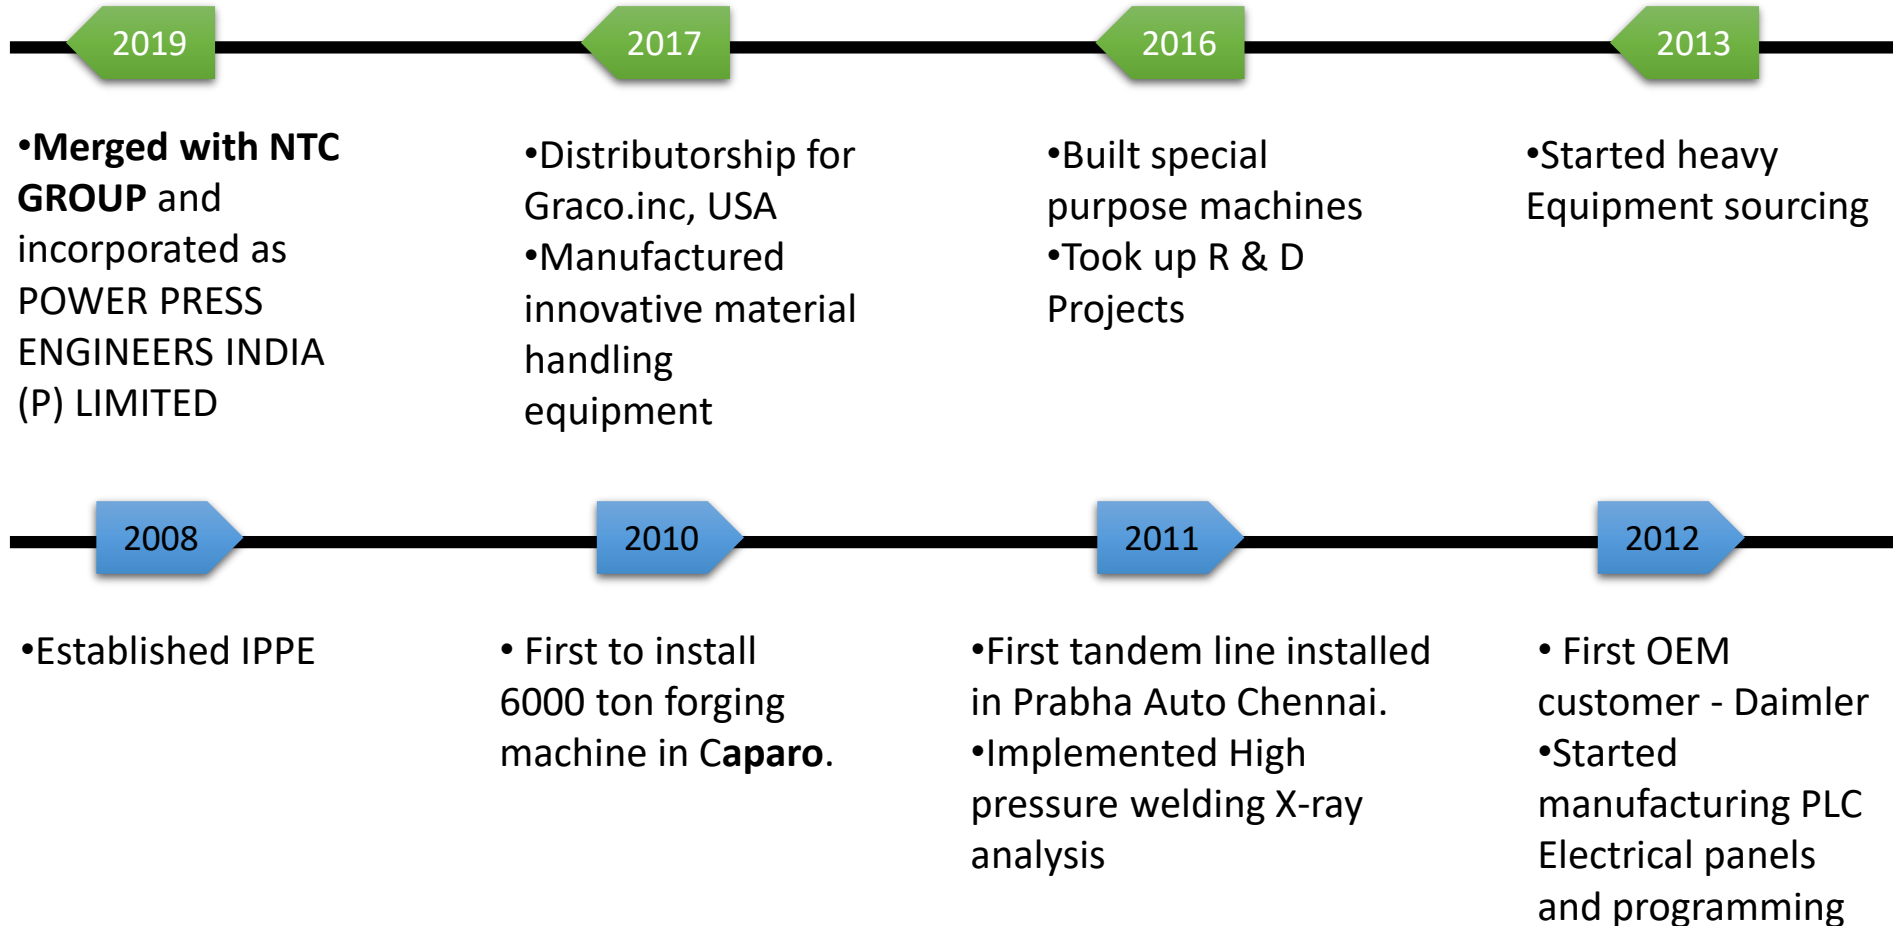 2019
2017
2016
2013
•Merged with NTC
GROUP and
incorporated as
POWER PRESS
ENGINEERS INDIA
(P) LIMITED
•Distributorship for
Graco.inc, USA
•Manufactured
innovative material
handling
equipment
•Built special
purpose machines
•Took up R & D
Projects
•Started heavy
Equipment sourcing
2008
2010
2011
2012
•Established IPPE
• First to install
6000 ton forging
machine in Caparo.
•First tandem line installed
in Prabha Auto Chennai.
•Implemented High
pressure welding X-ray
analysis
• First OEM
customer - Daimler
•Started
manufacturing PLC
Electrical panels
and programming